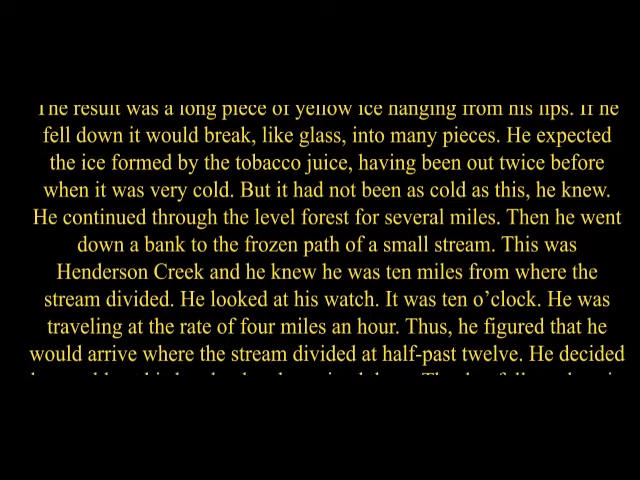 The result was a long piece of yellow ice hanging from his lips. If he
fell down it would break, like glass, into many pieces. He expected
the ice formed by the tobacco juice, having been out twice before
when it was very cold. But it had not been as cold as this, he knew.
He continued through the level forest for several miles. Then he went
down a bank to the frozen path of a small stream. This was
Henderson Creek and he knew he was ten miles from where the
stream divided. He looked at his watch. It was ten o’clock. He was
traveling at the rate of four miles an hour. Thus, he figured that he
would arrive where the stream divided at half-past twelve. He decided